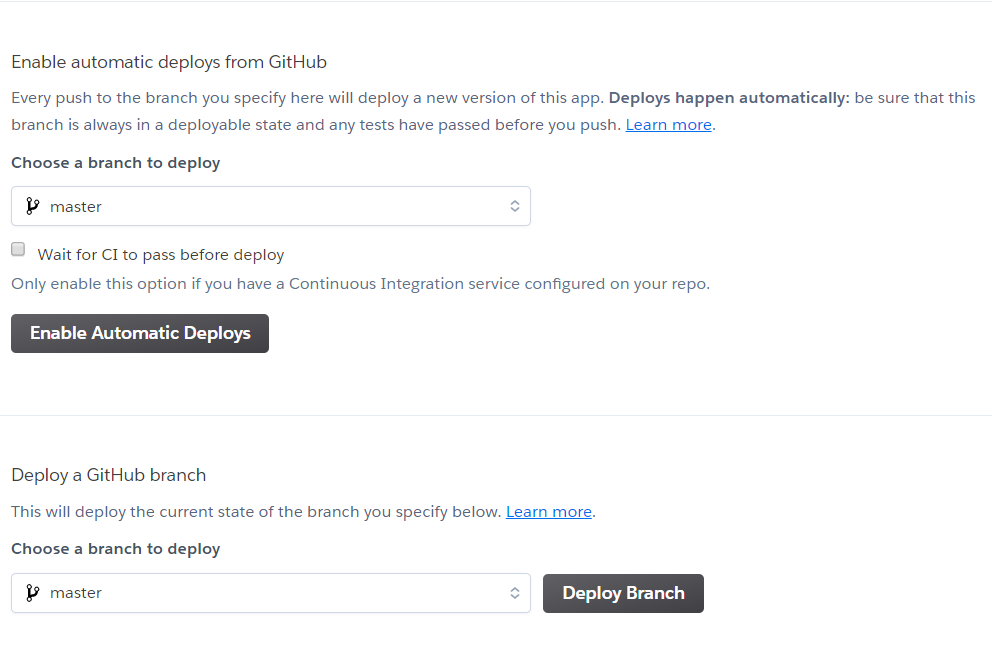 Enable automatic deploys from GitHub
Every push to the branch you specify here will deploy a new version of this app. Deploys happen automatically: be sure that this
branch is always in a deployable state and any tests have passed before you push. Learn more.
Choose a branch to deploy
master
Wait for CI to pass before deploy
Only enable this option if you have a Continuous Integration service configured on your repo.
Enable Automatic Deploys
Deploy a GitHub branch
This will deploy the current state of the branch you specify below. Learn more.
Choose a branch to deploy
master Deploy Branch